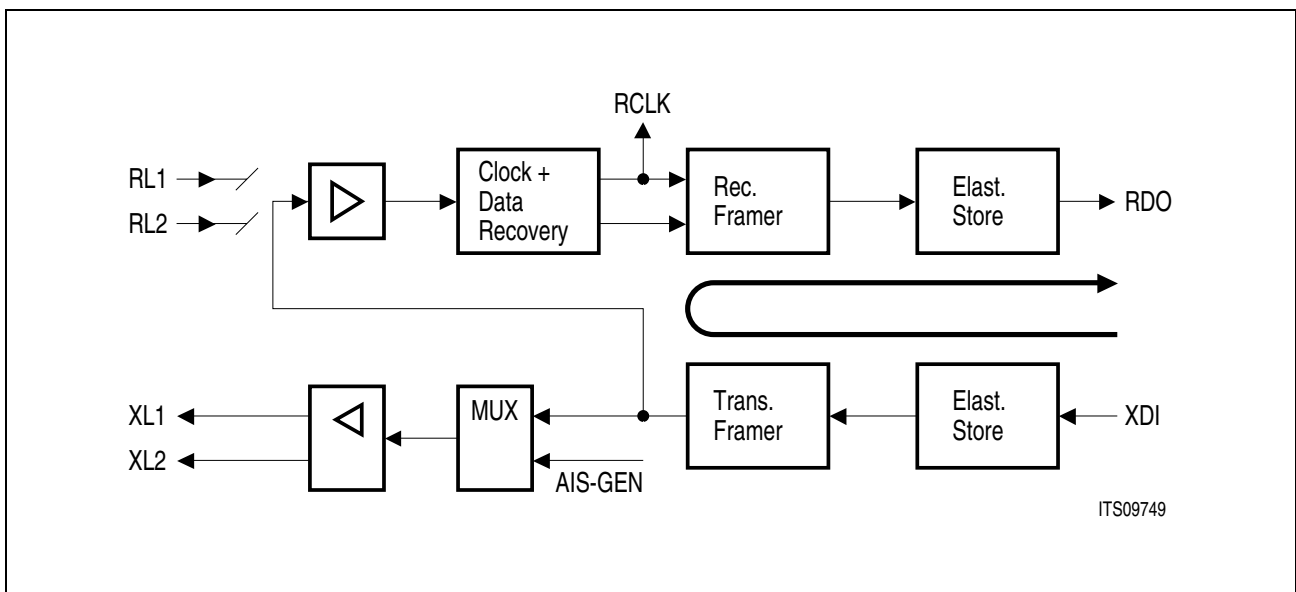 RCLK
RL1
RL2
Clock +
Data
Recovery
Rec.
Framer
Elast.
Store
RDO
XL1
XL2
MUX
AIS-GEN
Trans.
Framer
Elast.
Store
XDI
ITS09749